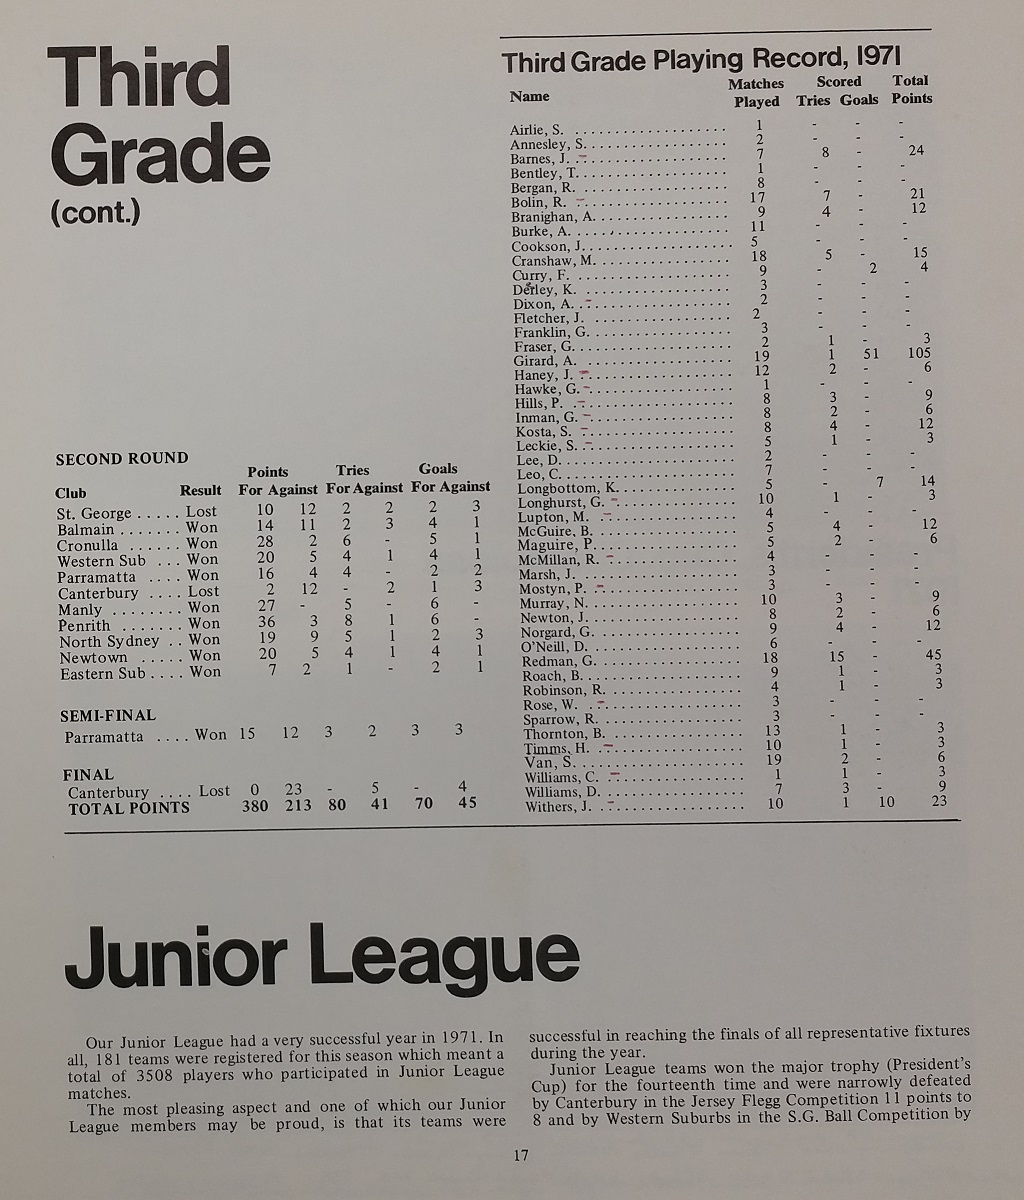 Third
Grade
(cont.)
SECOND ROUND
Points Tries Goals
Club Result For Against For Against For Against
St. George ..... Lost 10 12 2 2 2 3
Balmain ....... Won 14 11 2 3 4 1
Cronulla ...... Won 28 2 6 - 5 1
Western Sub ... Won 20 5 4 1 4 1
Parramatta .... Won 16 4 4 - 2 2
Canterbury .... Lost 2 12 - 2 1 3
Manly ........ Won 27 - 5 - 6 -
Penrith ....... Won 36 3 8 1 6 -
North Sydney .. Won 19 9 5 1 2 3
Newtown ..... Won 20 5 4 1 4 1
Eastern Sub .... Won 7 2 1 - 2 1
SEMI-FINAL
Parramatta .... Won 15 12 3 2 3 3
FINAL
Canterbury .... Lost 0 23 - 5 - 4
TOTAL POINTS 380 213 80 41 70 45
Third Grade Playing Record, 1971
Matches Scored Total
Name Played Tries Goals Points
Airlie, S. ................... 1 - - -
Annesley, S. ................. 2 - - -
Barnes, J. ................... 7 8 - 24
Bentley, T. .................. 1 - - -
Bergan, R. ................... 8 - - -
Bolin, R. .................... 17 7 - 21
Branighan, A. ................ 9 4 - 12
Burke, A. .................... 11 - - -
Cookson, J. .................. 5 - - -
Cranshaw, M. ................. 18 5 - 15
Curry, F. .................... 9 - 2 4
Detley, K. ................... 3 - - -
Dixon, A. .................... 2 - - -
Fletcher, J. ................. 2 - - -
Franklin, G. ................. 3 - - -
Fraser, G. ................... 2 1 - 3
Girard, A. ................... 19 1 51 105
Haney, J. .................... 12 2 - 6
Hawke, G. .................... 1 - - -
Hills, P. .................... 8 3 - 9
Inman, G. .................... 8 2 - 6
Kosta, S. .................... 8 4 - 12
Leckie, S. ................... 5 1 - 3
Lee, D. ...................... 2 - - -
Leo, C. ...................... 7 - - -
Longbottom, K. ............... 5 - 7 14
Longhurst, G. ................ 10 1 - 3
Lupton, M. ................... 4 - - -
McGuire, B. .................. 5 4 - 12
Maguire, P. .................. 5 2 - 6
McMillan, R. ................. 4 - - -
Marsh, J. .................... 3 - - -
Mostyn, P. ................... 3 - - -
Murray, N. ................... 10 3 - 9
Newton, J. ................... 8 2 - 6
Norgard, G. .................. 9 4 - 12
O'Neill, D. .................. 6 - - -
Redman, G. ................... 18 15 - 45
Roach, B. .................... 9 1 - 3
Robinson, R. ................. 4 1 - 3
Rose, W. ..................... 3 - - -
Sparrow, R. .................. 3 - - -
Thornton, B. ................. 13 1 - 3
Timms, H. .................... 10 1 - 3
Van, S. ...................... 19 2 - 6
Williams, C. ................. 1 1 - 3
Williams, D. ................. 7 3 - 9
Withers, J. .................. 10 1 10 23
Junior League
Our Junior League had a very successful year in 1971. In
all, 181 teams were registered for this season which meant a
total of 3508 players who participated in Junior League
matches.
The most pleasing aspect and one of which our Junior
League members may be proud, is that its teams were
successful in reaching the finals of all representative fixtures
during the year.
Junior League teams won the major trophy (President's
Cup) for the fourteenth time and were narrowly defeated
by Canterbury in the Jersey Flegg Competition 11 points to
8 and by Western Suburbs in the S.G. Ball Competition by
17